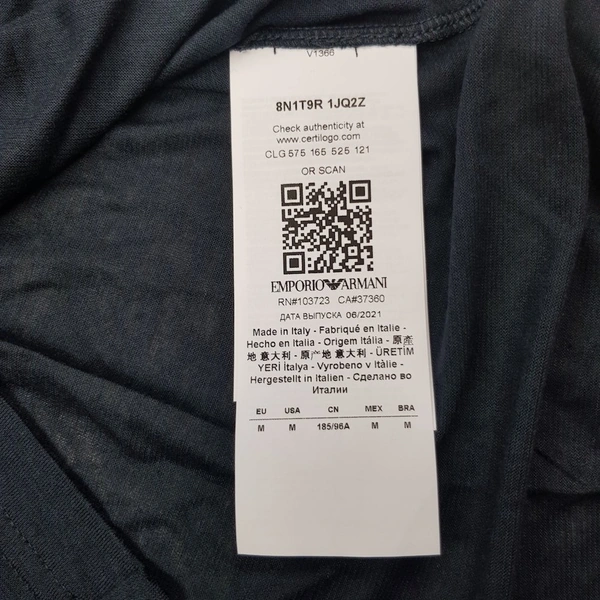 V1366
8N1T9R 1JQ2Z
Check authenticity at
www.certilogo.com
CLG 575 165 525 121
OR SCAN
EMPORIO ARMANI
RN#103723 CA#37360
ДАТА ВЫПУСКА 06/2021
Made in Italy - Fabriqué en Italie -
Hecho en Italia - Origem Itália - 原產
地 意大利 - 原产地 意大利 - ÜRETİM
YERİ İtalya - Vyrobeno v Itálie -
Hergestellt in Italien - Сделано во
Италии
EU USA CN MEX BRA
M M 185/96A M M